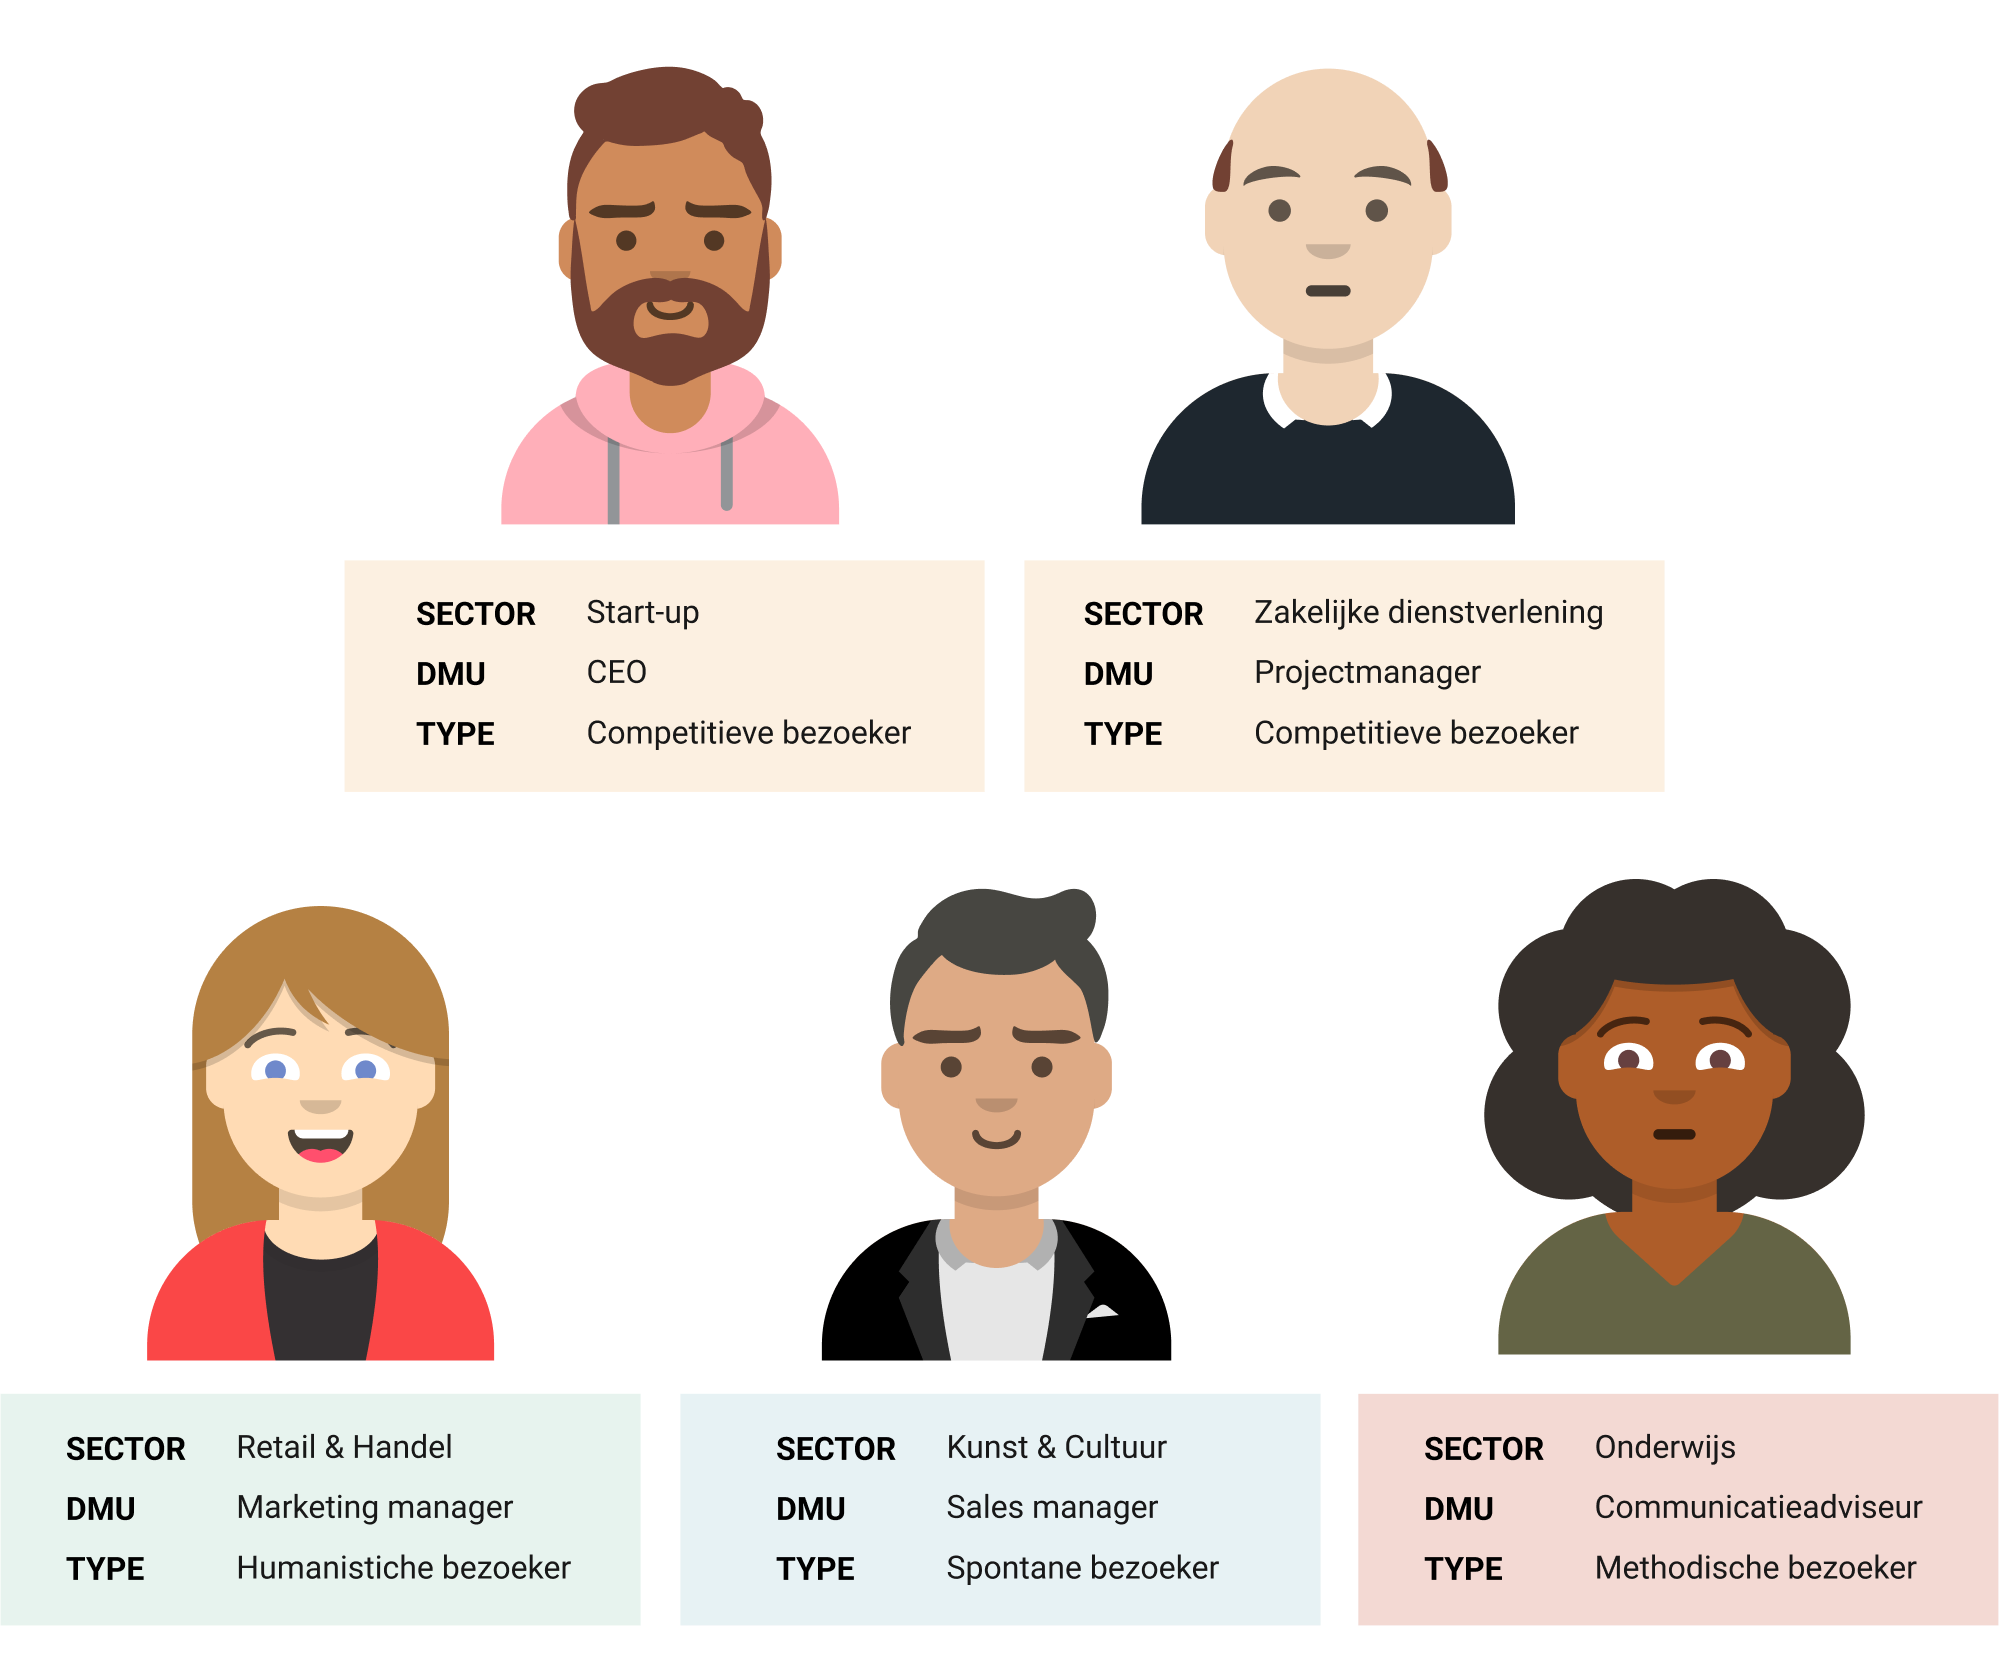 SECTOR Start-up
DMU CEO
TYPE Competitieve bezoeker
SECTOR Zakelijke dienstverlening
DMU Projectmanager
TYPE Competitieve bezoeker
SECTOR Retail & Handel
DMU Marketing manager
TYPE Humanistiche bezoeker
SECTOR Kunst & Cultuur
DMU Sales manager
TYPE Spontane bezoeker
SECTOR Onderwijs
DMU Communicatieadviseur
TYPE Methodische bezoeker